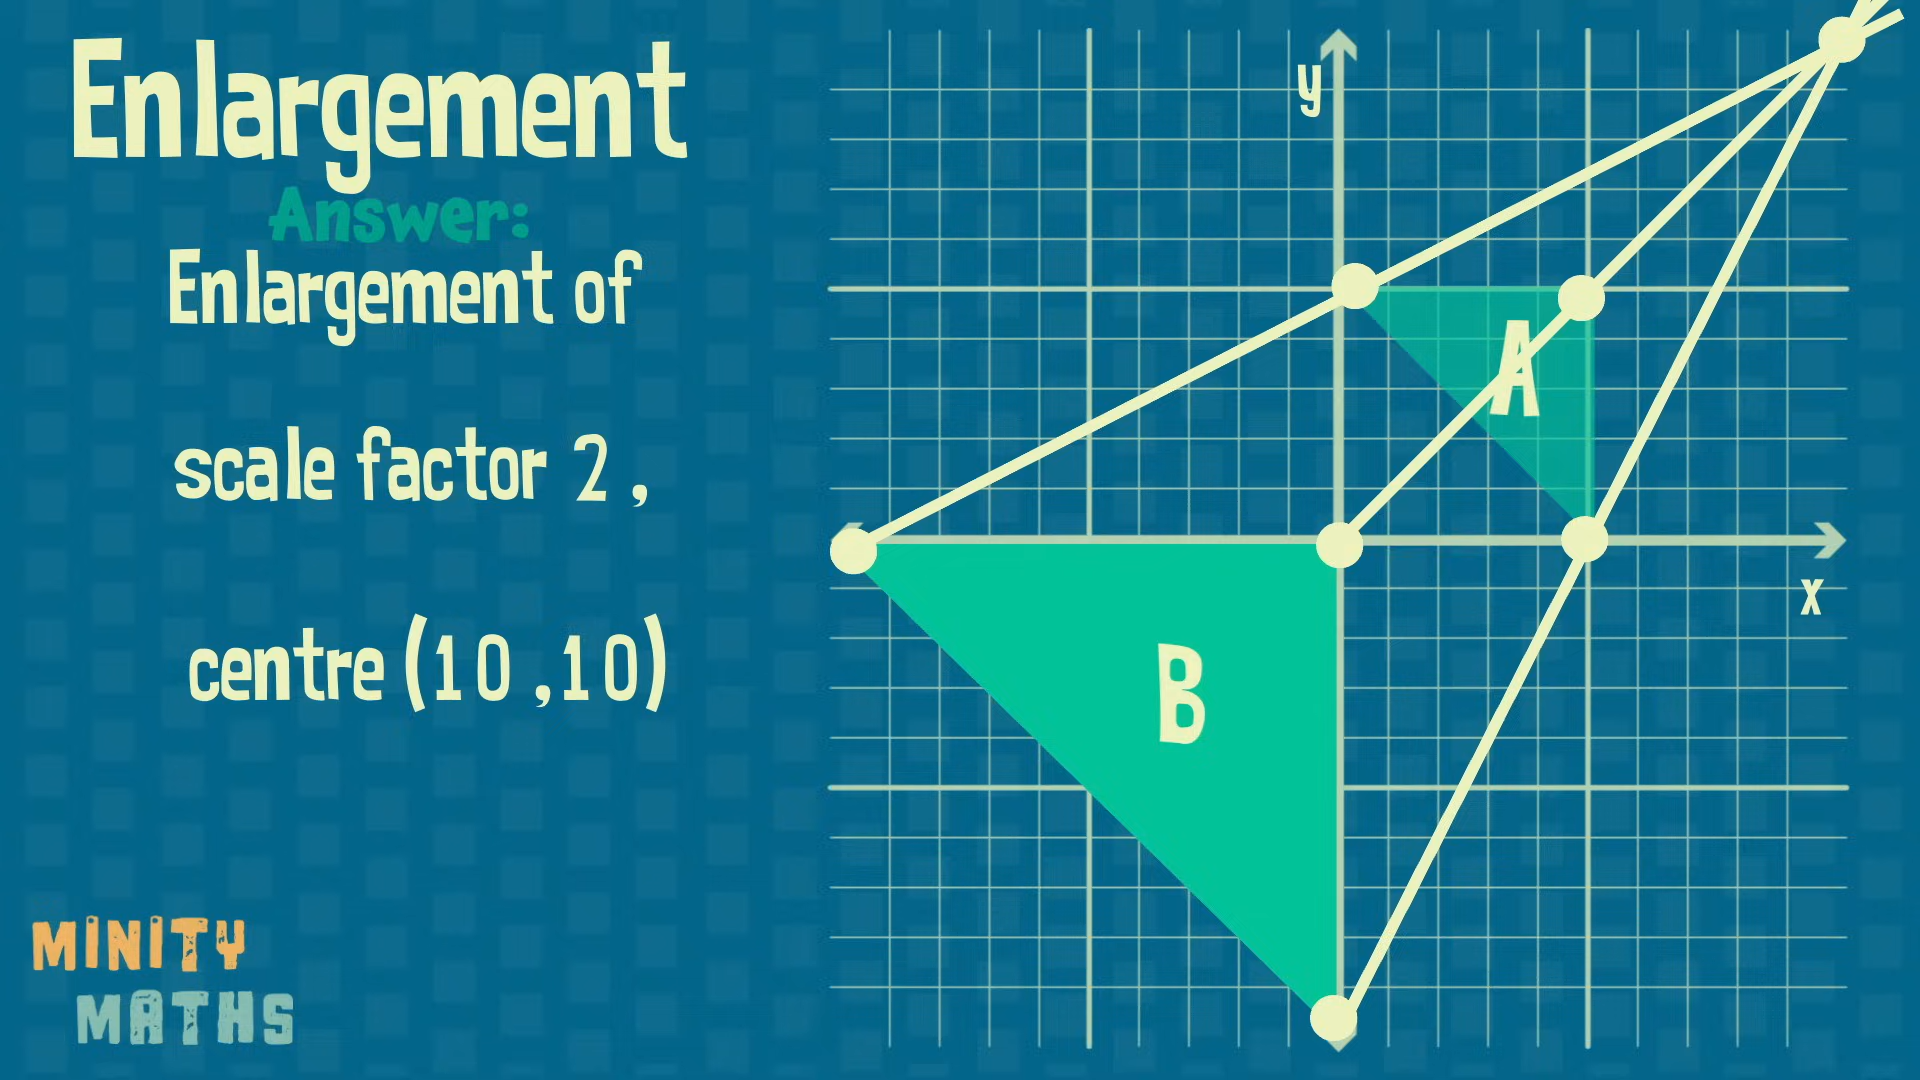 Enlargement
Answer:
Enlargement of
scale factor 2 ,
centre (10 ,10)
MINITY
MATHS
y
A
x
B